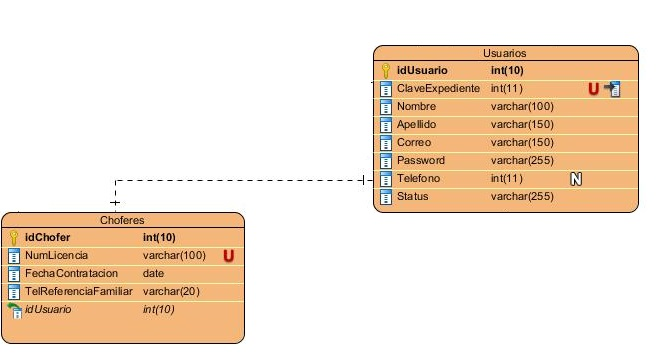 Usuarios
idUsuario int(10)
ClaveExpediente int(11) U
Nombre varchar(100)
Apellido varchar(150)
Correo varchar(150)
Password varchar(255)
Telefono int(11) N
Status varchar(255)
Choferes
idChofer int(10)
NumLicencia varchar(100) U
FechaContratacion date
TelReferenciaFamiliar varchar(20)
idUsuario int(10)